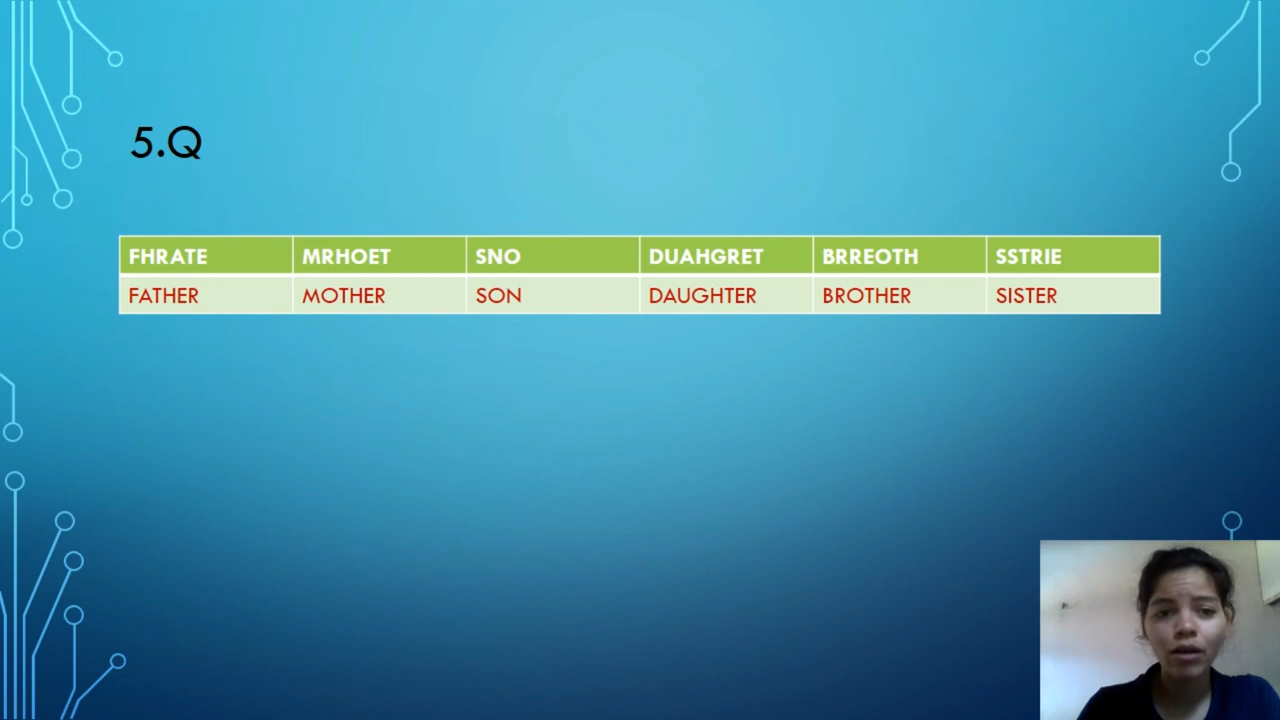 5.Q
FHRATE MRHOET SNO DUAHGRET BRREOTH SSTRIE
FATHER MOTHER SON DAUGHTER BROTHER SISTER